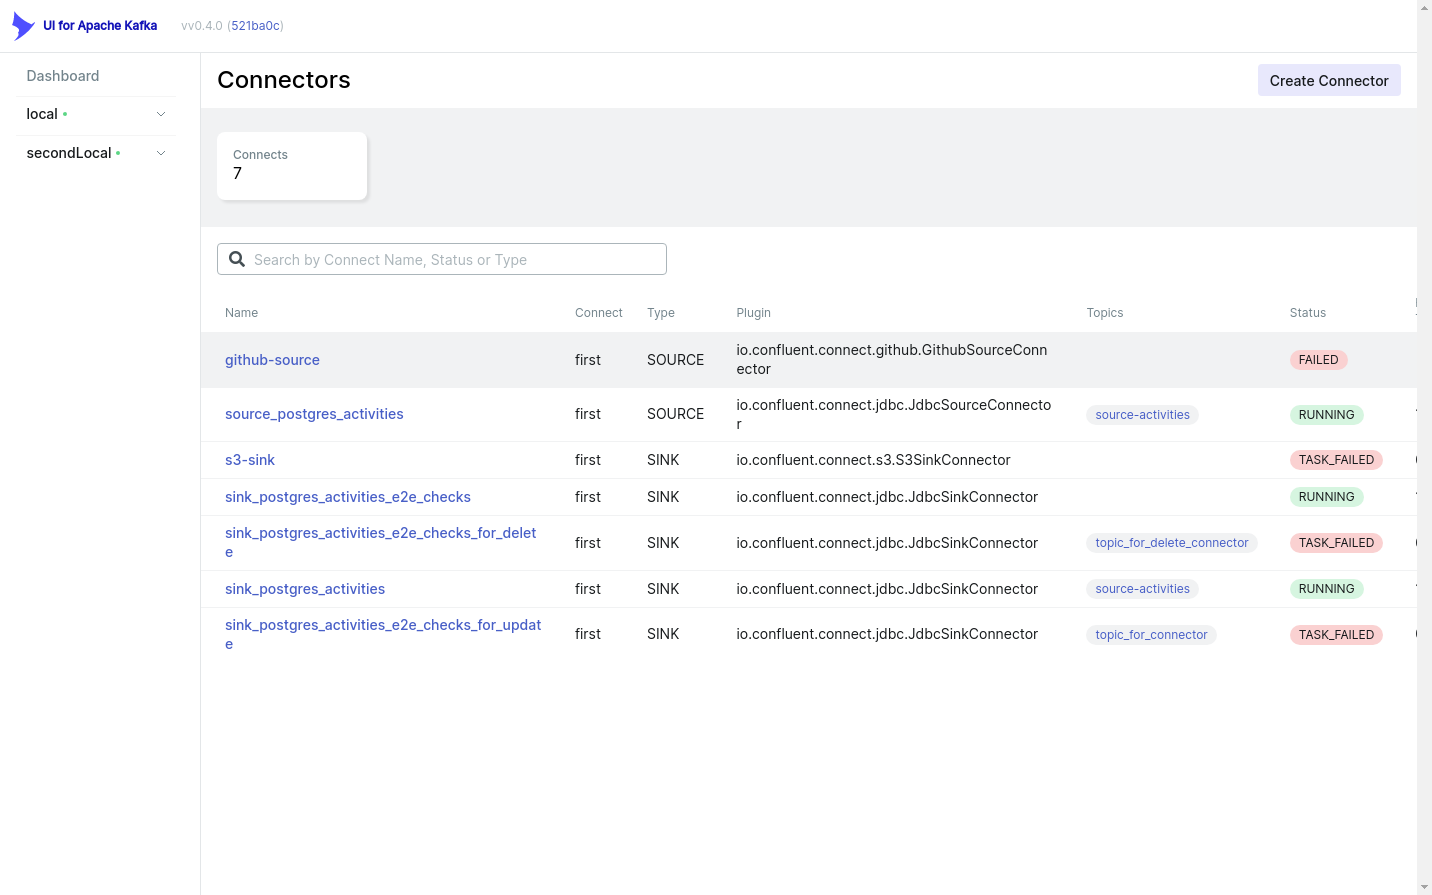 UI for Apache Kafka vv0.4.0 (521ba0c)
Dashboard
local
secondLocal
Connectors
Create Connector
Connects
7
Search by Connect Name, Status or Type
Name Connect Type Plugin Topics Status
github-source first SOURCE io.confluent.connect.github.GithubSourceConn
ector FAILED
source_postgres_activities first SOURCE io.confluent.connect.jdbc.JdbcSourceConnecto
r source-activities RUNNING
s3-sink first SINK io.confluent.connect.s3.S3SinkConnector TASK_FAILED
sink_postgres_activities_e2e_checks first SINK io.confluent.connect.jdbc.JdbcSinkConnector RUNNING
sink_postgres_activities_e2e_checks_for_delet
e first SINK io.confluent.connect.jdbc.JdbcSinkConnector topic_for_delete_connector TASK_FAILED
sink_postgres_activities first SINK io.confluent.connect.jdbc.JdbcSinkConnector source-activities RUNNING
sink_postgres_activities_e2e_checks_for_updat
e first SINK io.confluent.connect.jdbc.JdbcSinkConnector topic_for_connector TASK_FAILED